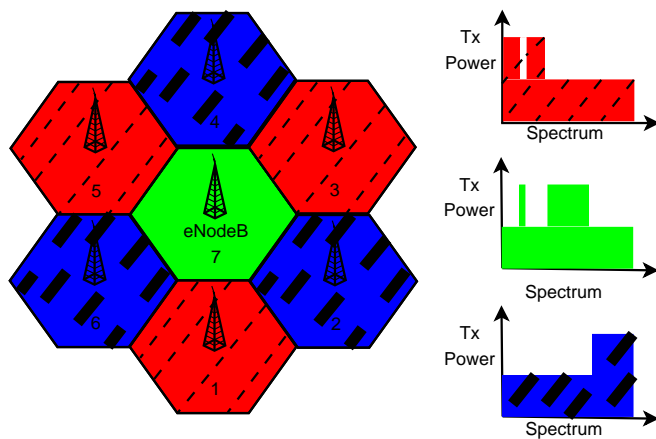 4
5
3
eNodeB
7
6
2
1
Tx
Power
Spectrum
Tx
Power
Spectrum
Tx
Power
Spectrum